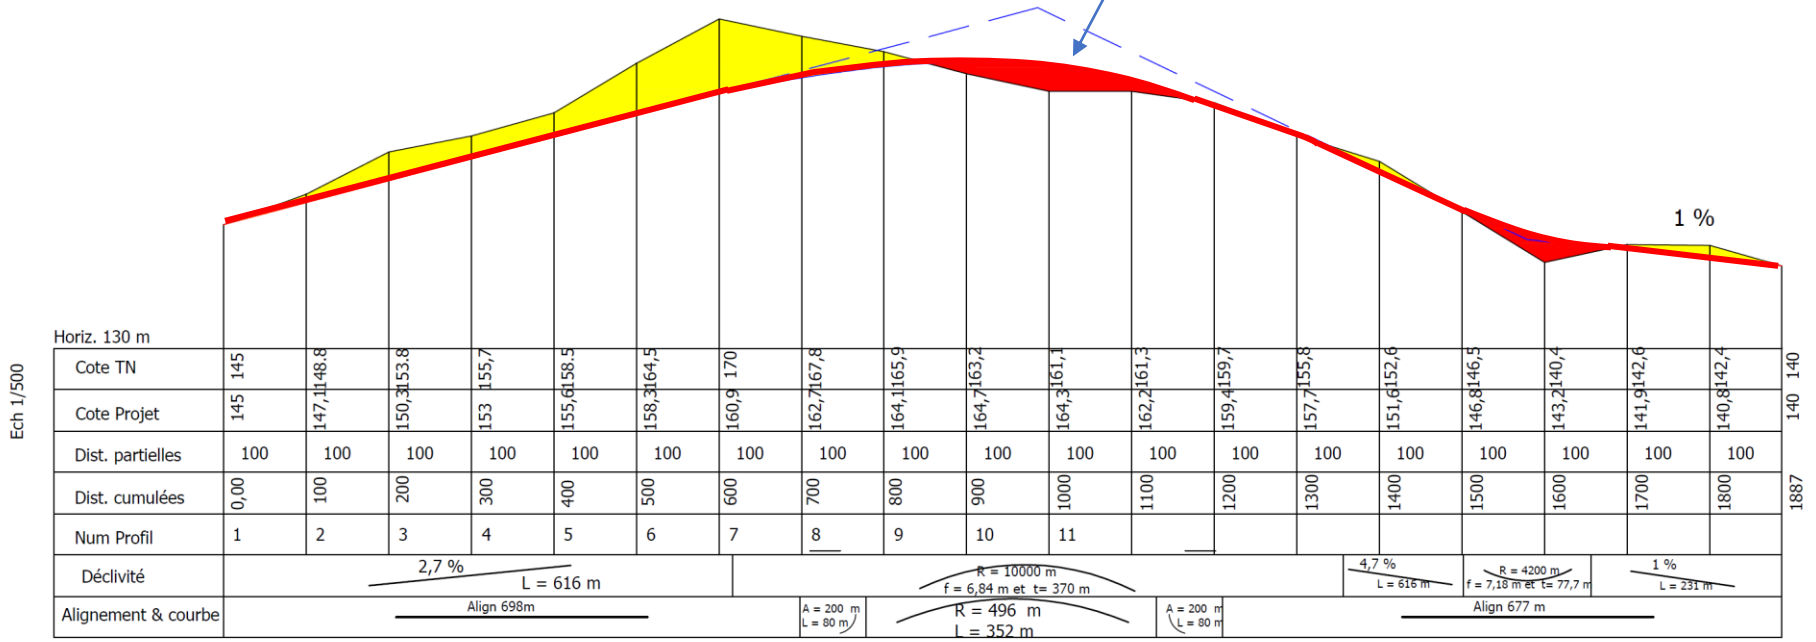 1 %
Ech 1/500
Horiz. 130 m
Cote TN 145 148.8 153.8 155,7 158.5 164,5 170 167,8 165,9 163,2 161,1 161,3 159,7 155,8 152,6 146,5 140,4 142,6 142,4 140
Cote Projet 145 147,1 150,3 153 155,6 158,3 160,9 162,7 164,1 164,7 164,3 162,2 159,4 157,7 151,6 146,8 143,2 141,9 140,8 140
Dist. partielles 100 100 100 100 100 100 100 100 100 100 100 100 100 100 100 100 100 100 100
Dist. cumulées 0,00 100 200 300 400 500 600 700 800 900 1000 1100 1200 1300 1400 1500 1600 1700 1800 1887
Num Profil 1 2 3 4 5 6 7 8 9 10 11
Déclivité 2,7 % L = 616 m
R = 10000 m
f = 6,84 m et t= 370 m
4,7 %
L = 616 m
R = 4200 m
f = 7,18 m et t= 77,7 m
1 %
L = 231 m
Alignement & courbe Align 698m
A = 200 m
L = 80 m
R = 496 m
L = 352 m
A = 200 m
L = 80 m
Align 677 m